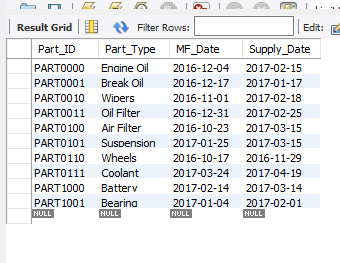 Result Grid Filter Rows: Edit:
Part_ID Part_Type MF_Date Supply_Date
PART0000 Engine Oil 2016-12-04 2017-02-15
PART0001 Break Oil 2016-12-17 2017-01-17
PART0010 Wipers 2016-11-01 2017-02-18
PART0011 Oil Filter 2016-12-31 2017-02-25
PART0100 Air Filter 2016-10-23 2017-03-15
PART0101 Suspension 2017-01-25 2017-03-15
PART0110 Wheels 2016-10-17 2016-11-29
PART0111 Coolant 2017-03-24 2017-04-19
PART1000 Battery 2017-02-14 2017-03-14
PART1001 Bearing 2017-01-04 2017-02-01
NULL NULL NULL NULL